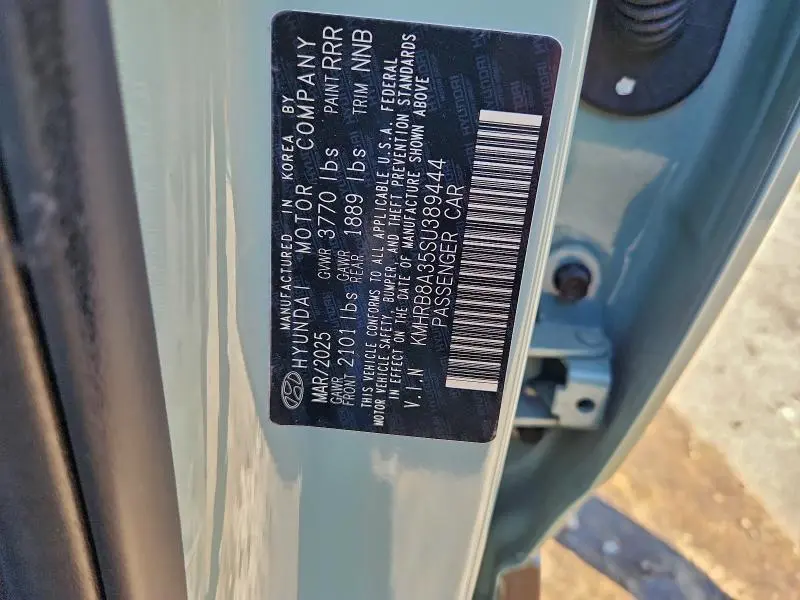 MANUFACTURED IN KOREA BY
HYUNDAI MOTOR COMPANY
MAR/2025 GVWR 3770 lbs PAINT RRR
GAWR FRONT 2101 lbs GAWR REAR 1889 lbs TRIM NNB
THIS VEHICLE CONFORMS TO ALL APPLICABLE U.S.A. FEDERAL
MOTOR VEHICLE SAFETY, BUMPER, AND THEFT PREVENTION STANDARDS
IN EFFECT ON THE DATE OF MANUFACTURE SHOWN ABOVE
V.I.N KMHRB8A35SU389444
PASSENGER CAR